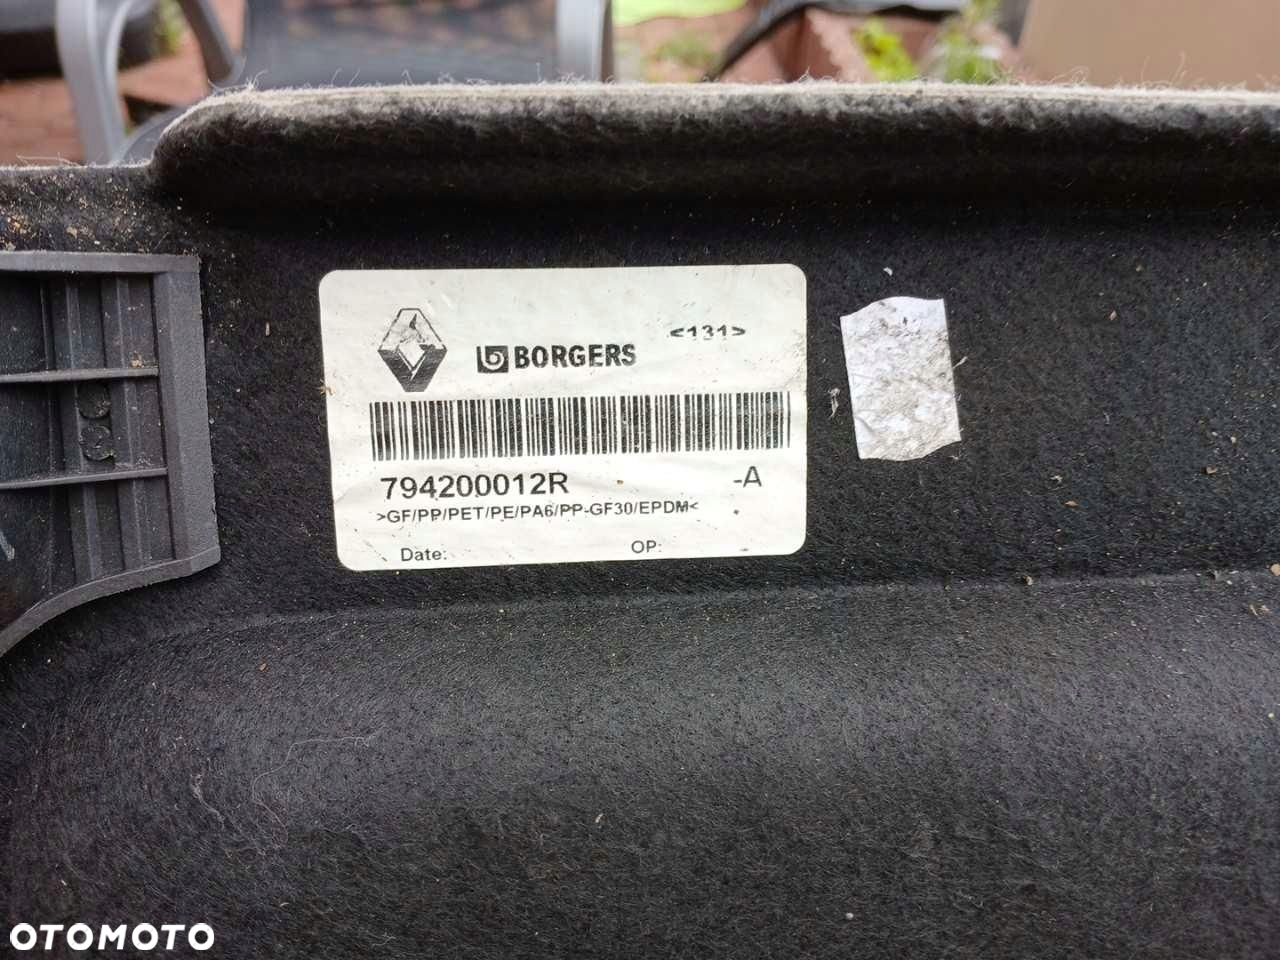 <131>
BORGERS
794200012R -A
>GF/PP/PET/PE/PA6/PP-GF30/EPDM<
Date: OP:
OTOMOTO